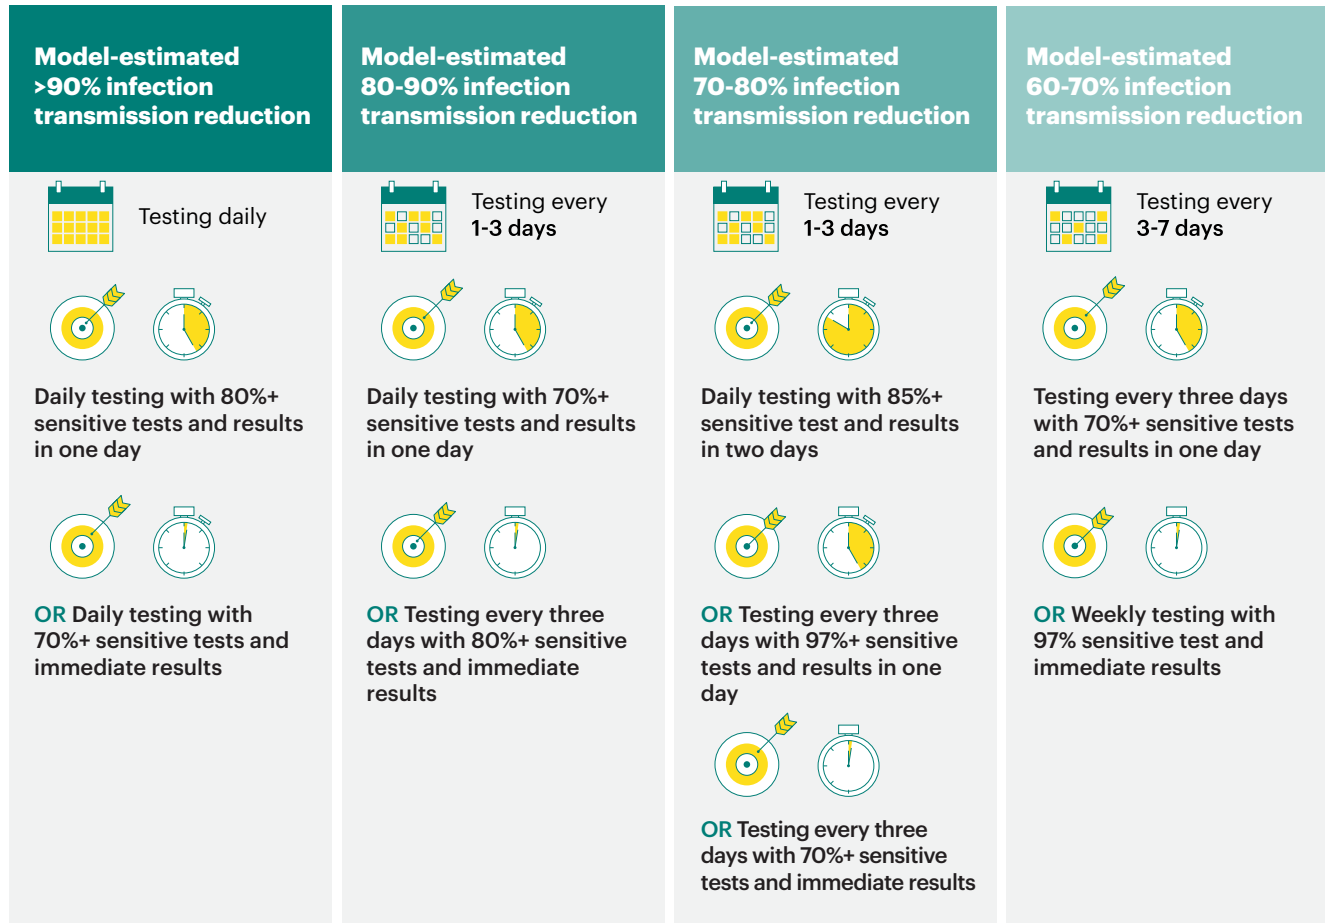 Model-estimated
>90% infection
transmission reduction
Testing daily
Daily testing with 80%+
sensitive tests and results
in one day
OR Daily testing with
70%+ sensitive tests and
immediate results
Model-estimated
80-90% infection
transmission reduction
Testing every
1-3 days
Daily testing with 70%+
sensitive tests and results
in one day
OR Testing every three
days with 80%+ sensitive
tests and immediate
results
Model-estimated
70-80% infection
transmission reduction
Testing every
1-3 days
Daily testing with 85%+
sensitive test and results
in two days
OR Testing every three
days with 97%+ sensitive
tests and results in one
day
OR Testing every three
days with 70%+ sensitive
tests and immediate results
Model-estimated
60-70% infection
transmission reduction
Testing every
3-7 days
Testing every three days
with 70%+ sensitive tests
and results in one day
OR Weekly testing with
97% sensitive test and
immediate results